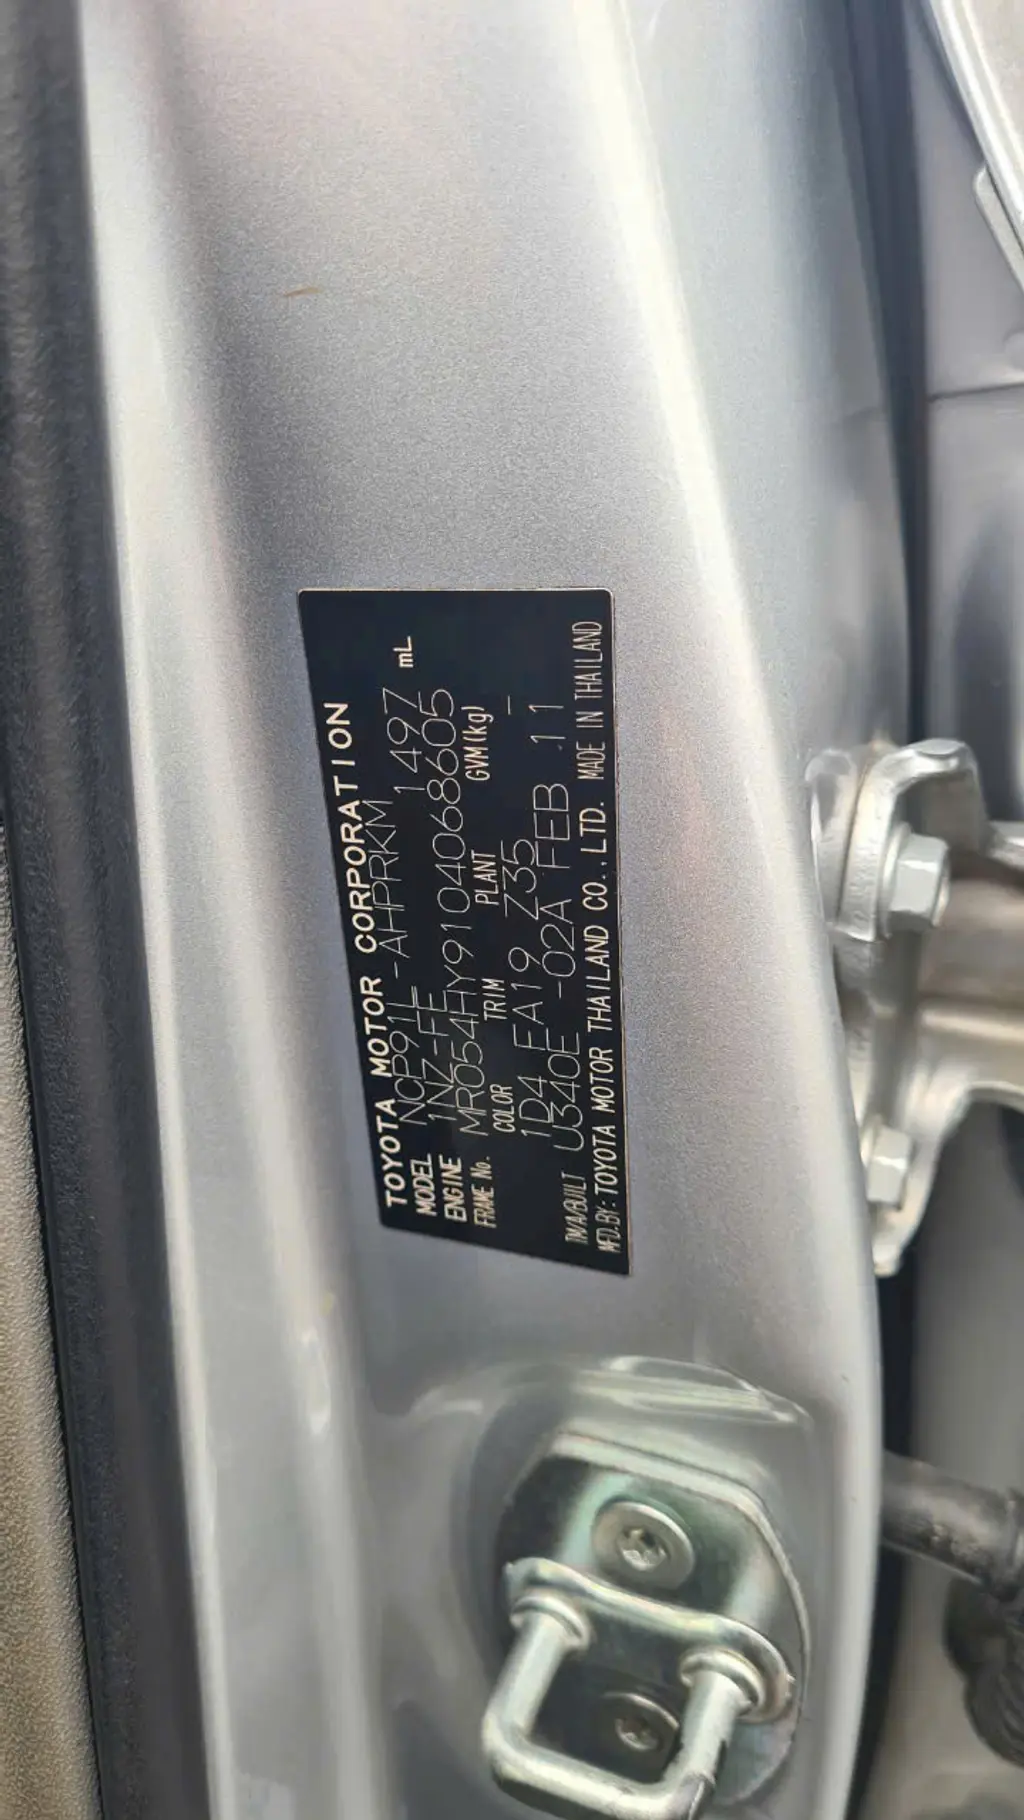 TOYOTA MOTOR CORPORATION
MODEL NCP91L-AHPRKM 1497 mL
ENGINE 1NZ-FE
FRAME No. MR054HY9104068605
COLOR TRIM PLANT GVM(kg)
1D4 FA19 Z35 -
TM/A/BUILT U340E -02A FEB .11
MFD.BY: TOYOTA MOTOR THAILAND CO.,LTD. MADE IN THAILAND